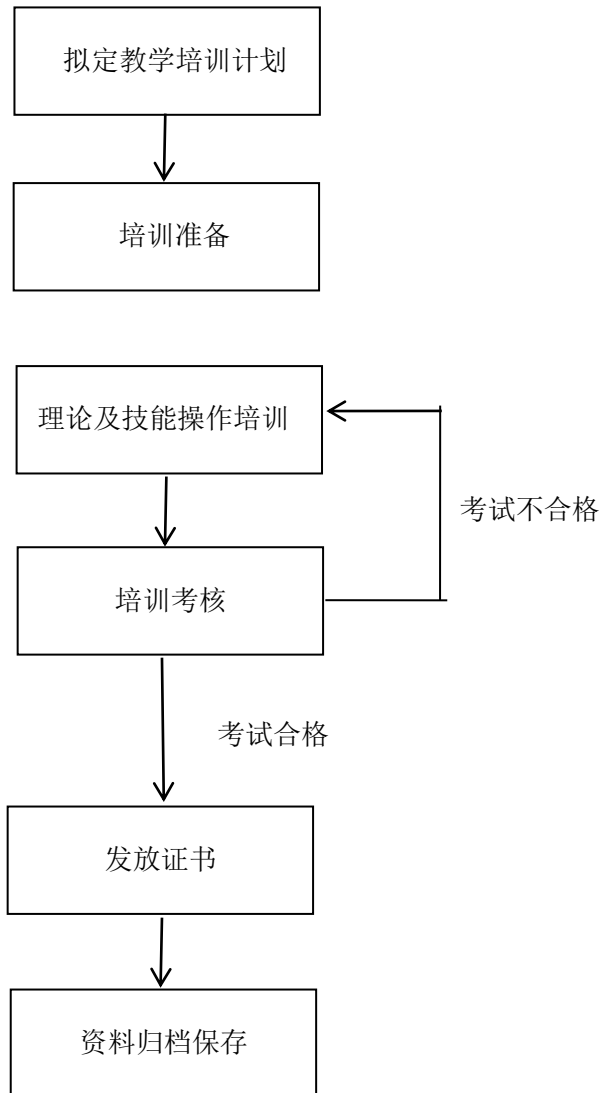 拟定教学培训计划
培训准备
理论及技能操作培训
考试不合格
培训考核
考试合格
发放证书
资料归档保存